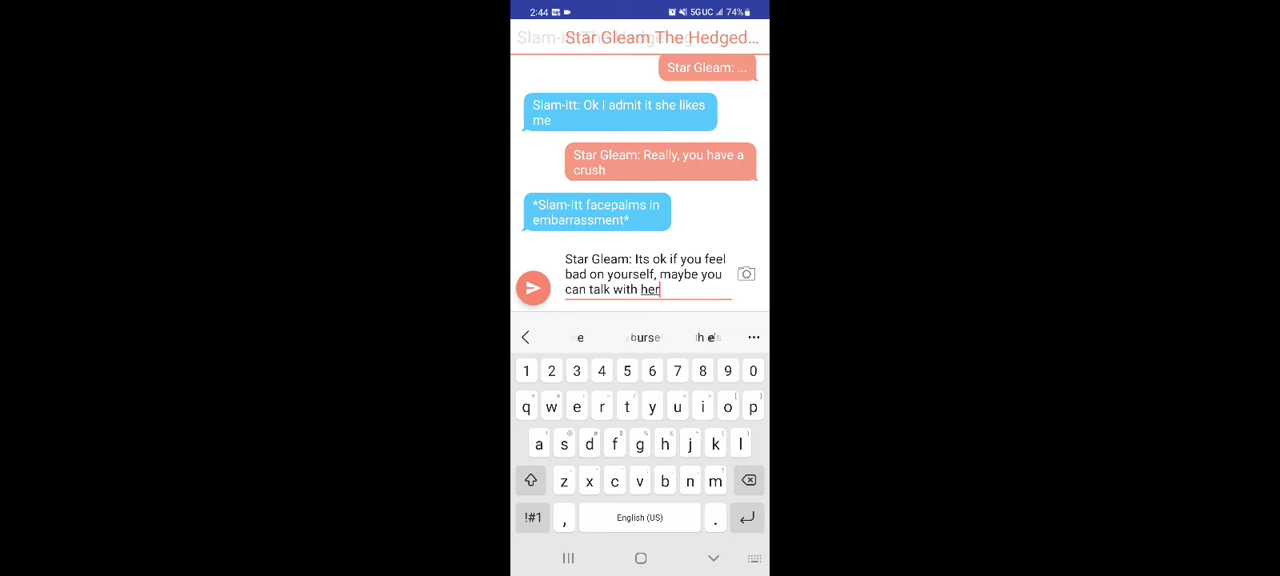 2:44 5GUC 74%
Star Gleam The Hedged...
Star Gleam: ...
Slam-itt: Ok I admit it she likes
me
Star Gleam: Really, you have a
crush
*Slam-itt facepalms in
embarrassment*
Star Gleam: Its ok if you feel
bad on yourself, maybe you
can talk with her
1 2 3 4 5 6 7 8 9 0
q w e r t y u i o p
a s d f g h j k l
z x c v b n m
!#1 , English (US) .